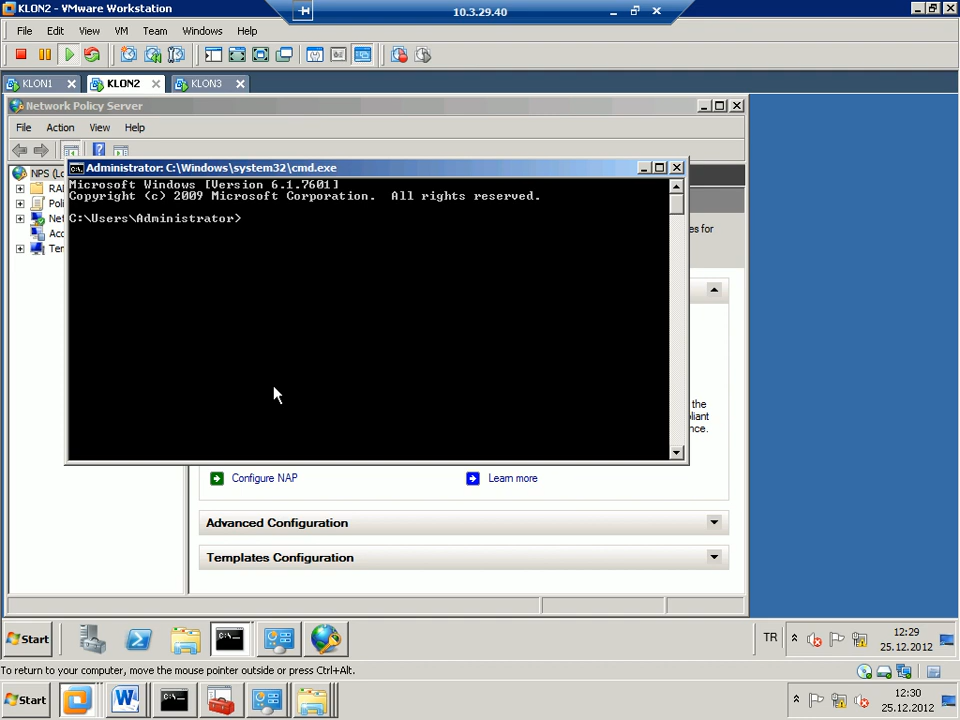 KLON2 - VMware Workstation
10.3.29.40
File Edit View VM Team Windows Help
KLON1 KLON2 KLON3
Network Policy Server
File Action View Help
NPS (Lo
Administrator: C:\Windows\system32\cmd.exe
Microsoft Windows [Version 6.1.7601]
Copyright (c) 2009 Microsoft Corporation. All rights reserved.
C:\Users\Administrator>
RA
Poli
Net
Acc
Tem
es for
the
pliant
nce.
Configure NAP Learn more
Advanced Configuration
Templates Configuration
Start C:\. TR 12:29
25.12.2012
To return to your computer, move the mouse pointer outside or press Ctrl+Alt.
Start 12:30
25.12.2012